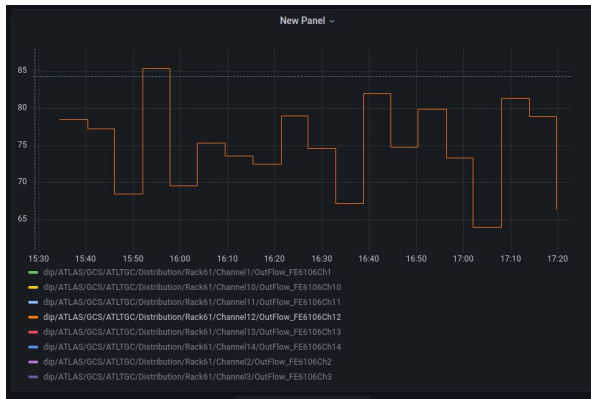 New Panel
85
80
75
70
65
15:30 15:40 15:50 16:00 16:10 16:20 16:30 16:40 16:50 17:00 17:10 17:20
dip/ATLAS/GCS/ATLTGC/Distribution/Rack61/Channel1/OutFlow_FE6106Ch1
dip/ATLAS/GCS/ATLTGC/Distribution/Rack61/Channel10/OutFlow_FE6106Ch10
dip/ATLAS/GCS/ATLTGC/Distribution/Rack61/Channel11/OutFlow_FE6106Ch11
dip/ATLAS/GCS/ATLTGC/Distribution/Rack61/Channel12/OutFlow_FE6106Ch12
dip/ATLAS/GCS/ATLTGC/Distribution/Rack61/Channel13/OutFlow_FE6106Ch13
dip/ATLAS/GCS/ATLTGC/Distribution/Rack61/Channel14/OutFlow_FE6106Ch14
dip/ATLAS/GCS/ATLTGC/Distribution/Rack61/Channel2/OutFlow_FE6106Ch2
dip/ATLAS/GCS/ATLTGC/Distribution/Rack61/Channel3/OutFlow_FE6106Ch3